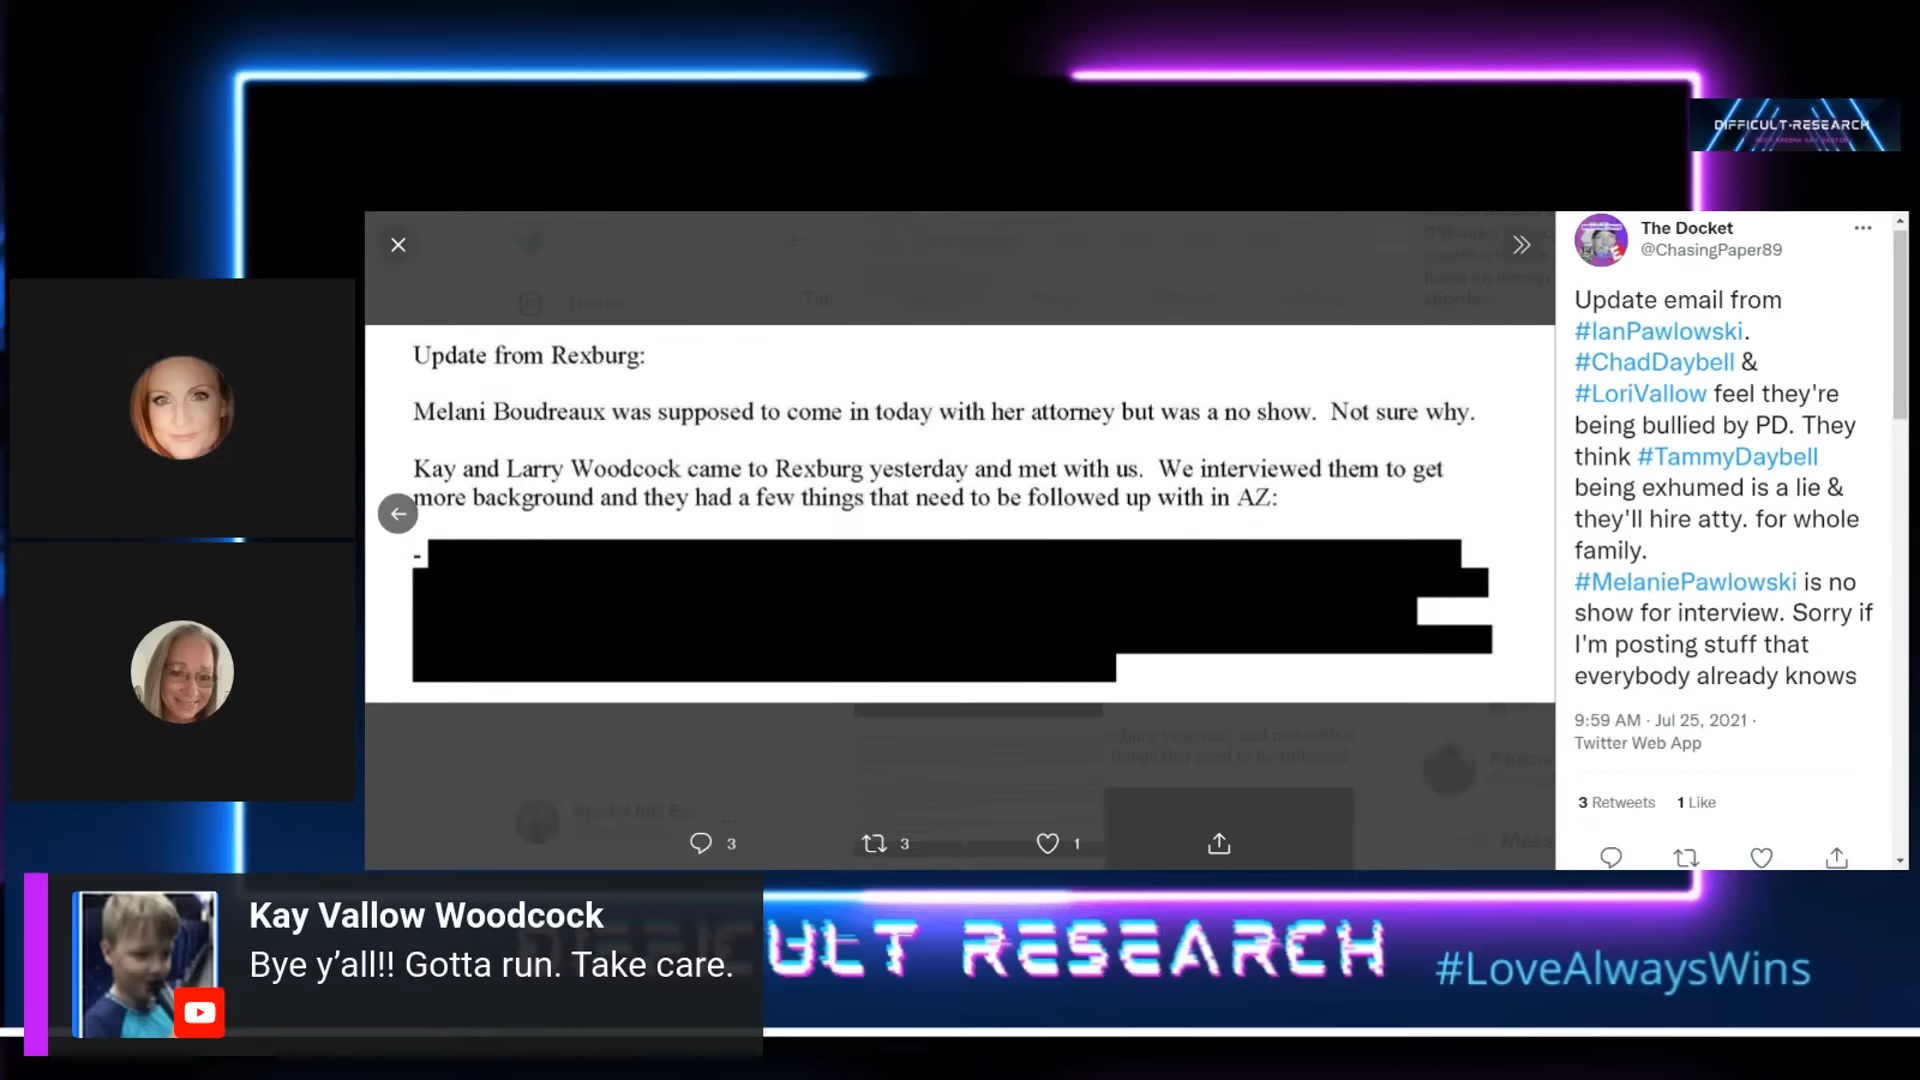 DIFFICULT·RESEARCH
The Docket
@ChasingPaper89
Update email from
#IanPawlowski.
#ChadDaybell &
#LoriVallow feel they're
being bullied by PD. They
think #TammyDaybell
being exhumed is a lie &
they'll hire atty. for whole
family.
#MelaniePawlowski is no
show for interview. Sorry if
I'm posting stuff that
everybody already knows
9:59 AM · Jul 25, 2021 ·
Twitter Web App
3 Retweets 1 Like
Update from Rexburg:
Melani Boudreaux was supposed to come in today with her attorney but was a no show. Not sure why.
Kay and Larry Woodcock came to Rexburg yesterday and met with us. We interviewed them to get
more background and they had a few things that need to be followed up with in AZ:
-
3 3 1
Kay Vallow Woodcock
Bye y’all!! Gotta run. Take care.
ULT RESEARCH
#LoveAlwaysWins